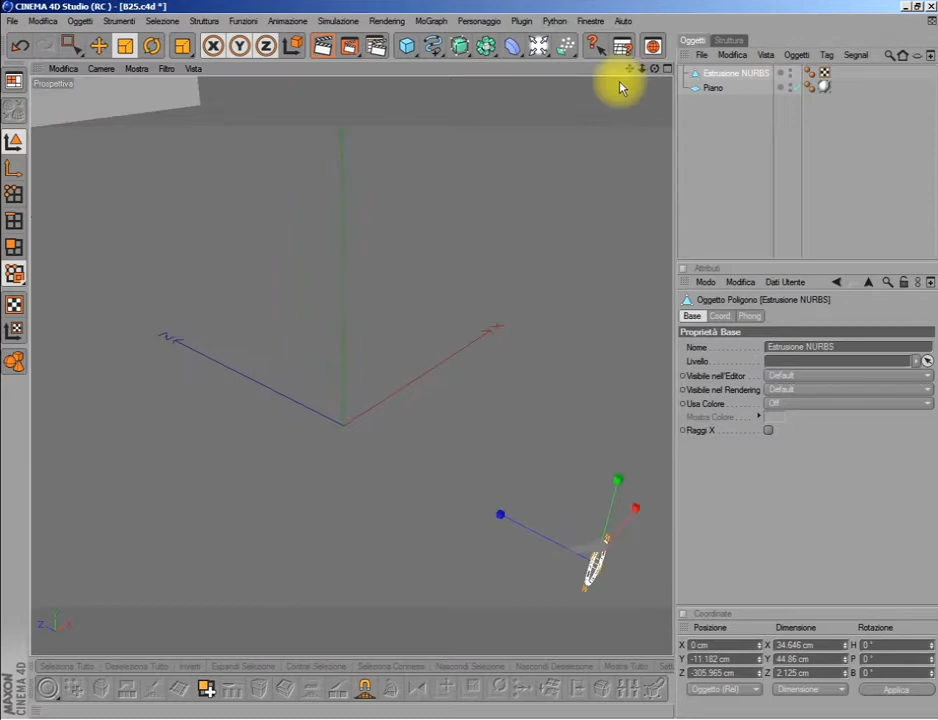 CINEMA 4D Studio (RC ) - [B25.c4d *]
File Modifica Oggetti Strumenti Selezione Struttura Funzioni Animazione Simulazione Rendering MoGraph Personaggio Plugin Python Finestre Aiuto
Oggetti Struttura
File Modifica Vista Oggetti Tag Segnal
Modifica Camere Mostra Filtro Vista
Prospettiva
Estrusione NURBS
Piano
Z X
Attributi
Modo Modifica Dati Utente
Oggetto Poligono [Estrusione NURBS]
Base Coord Phong
Proprietà Base
Nome Estrusione NURBS
Livello
Visibile nell'Editor Default
Visibile nel Rendering Default
Usa Colore Off
Mostra Colore
Raggi X
Y Z X
Coordinate
Posizione Dimensione Rotazione
X 0 cm X 34.646 cm H 0 °
Y -11.182 cm Y 44.86 cm P 0 °
Z -305.965 cm Z 2.125 cm B 0 °
Oggetto (Rel) Dimensione Applica
Seleziona Tutto Deseleziona Tutto Inverti Espandi Selezione Contrai Selezione Seleziona Connessi Nascondi Selezione Nascondi Deselezione Mostra Tutto
MAXON CINEMA 4D